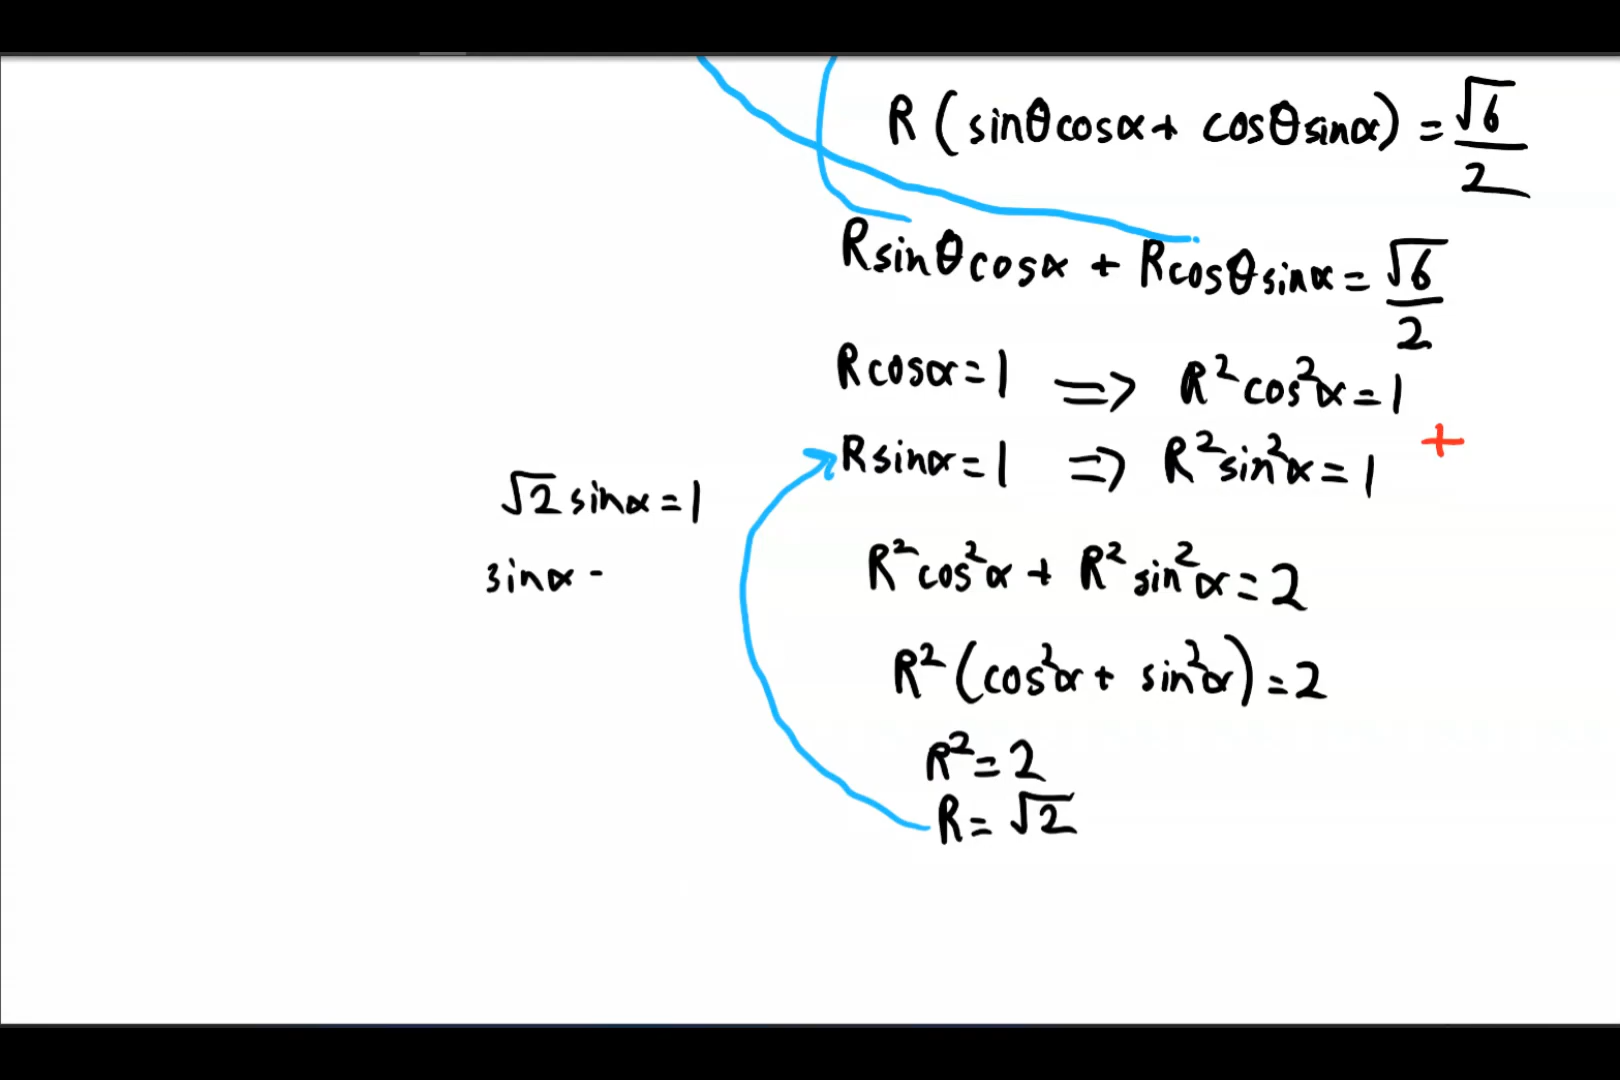 R (sinθcosα + cosθsinα) = √6/2
Rsinθcosα + Rcosθsinα = √6/2
Rcosα = 1 => R²cos²α = 1
+
Rsinα = 1 => R²sin²α = 1
√2 sinα = 1
sinα -
R²cos²α + R²sin²α = 2
R²(cos²α + sin²α) = 2
R² = 2
R = √2